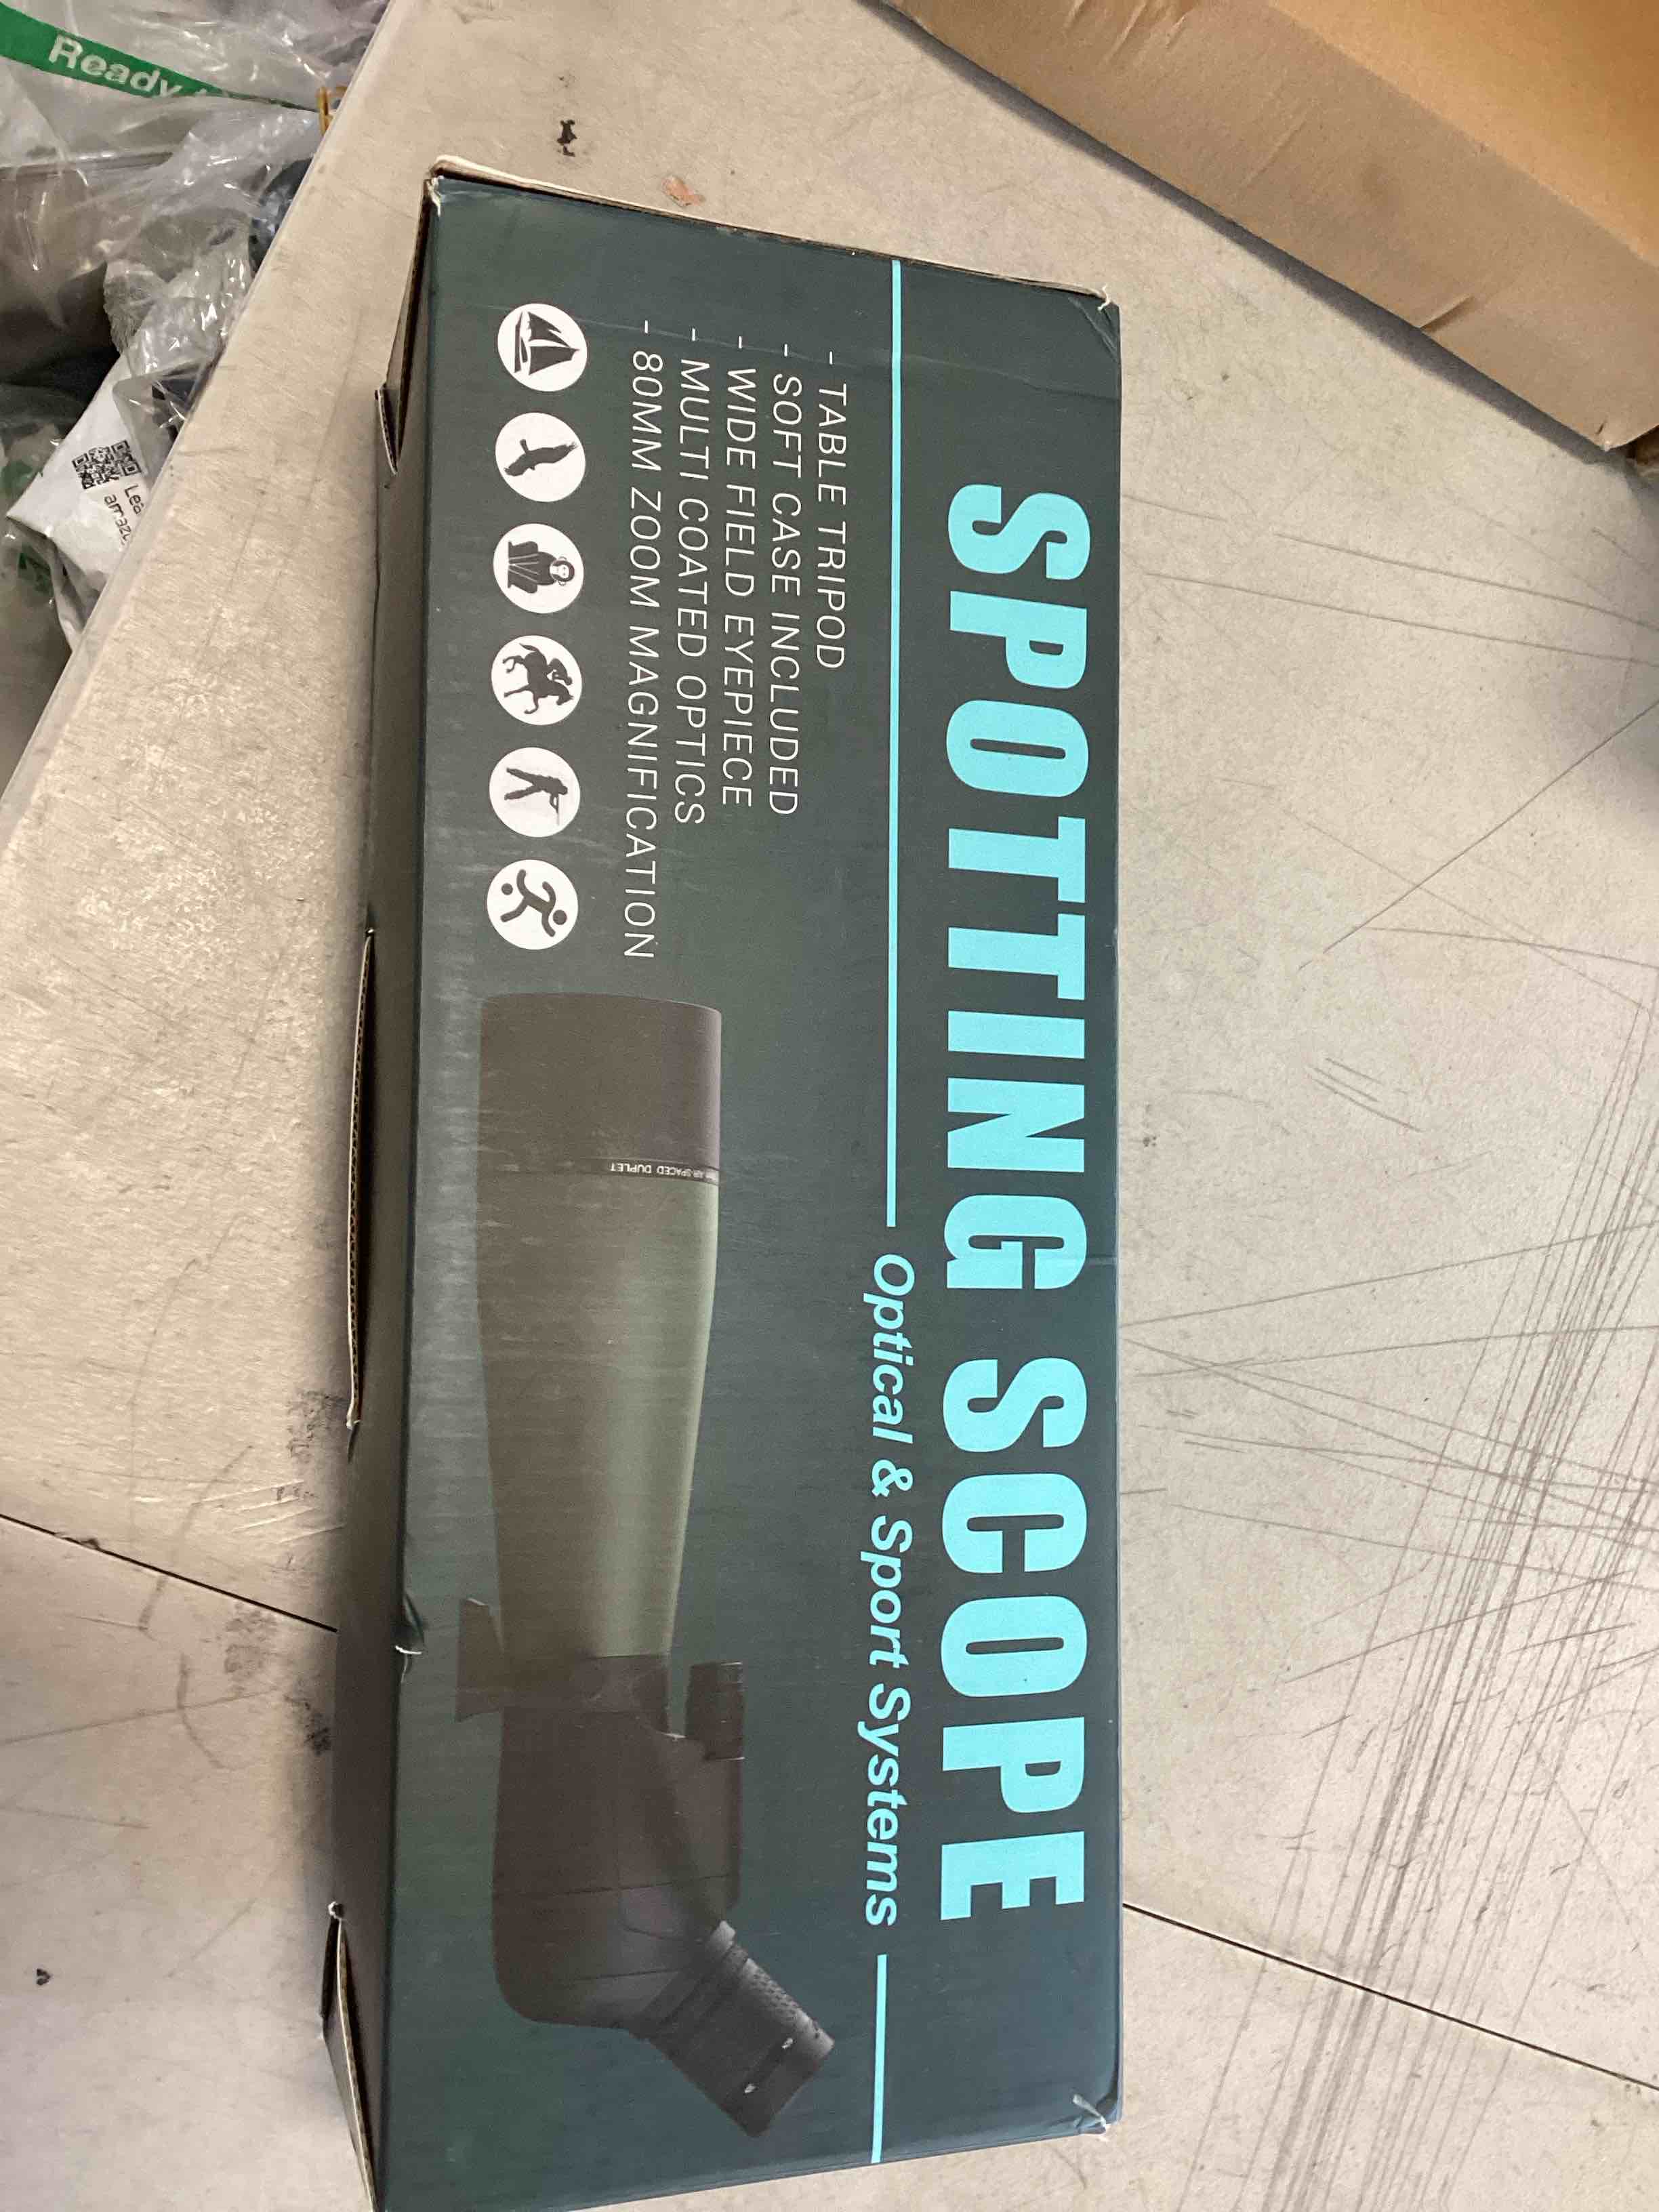 SPOTTING SCOPE
Optical & Sport Systems
- TABLE TRIPOD
- SOFT CASE INCLUDED
- WIDE FIELD EYEPIECE
- MULTI COATED OPTICS
- 80MM ZOOM MAGNIFICATION
AIR-SPACED DUPLET
Ready